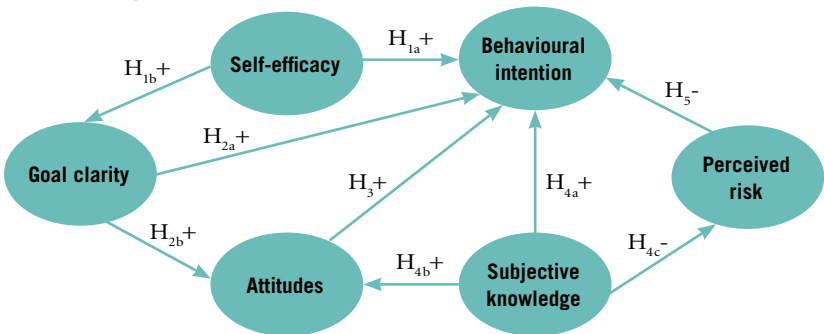 Self-efficacy
H1a+
Behavioural
intention
H1b+
H2a+
H5-
Goal clarity
H3+
H4a+
Perceived
risk
H2b+
H4b+
H4c-
Attitudes
Subjective
knowledge